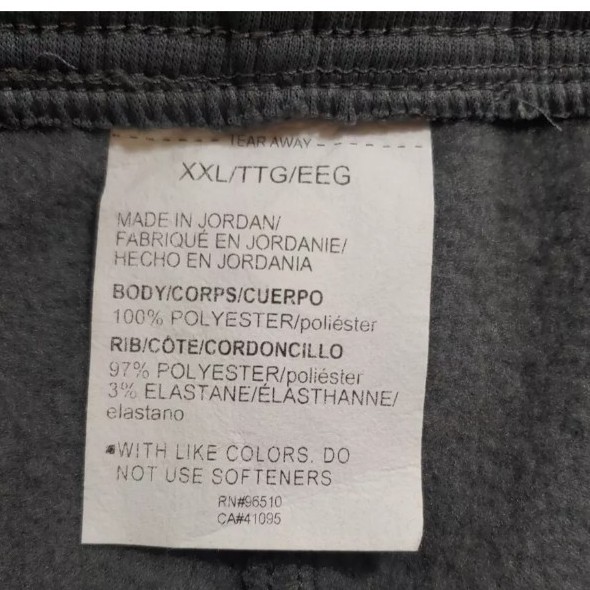 TEAR AWAY
XXL/TTG/EEG
MADE IN JORDAN/
FABRIQUÉ EN JORDANIE/
HECHO EN JORDANIA
BODY/CORPS/CUERPO
100% POLYESTER/poliéster
RIB/CÔTE/CORDONCILLO
97% POLYESTER/poliéster
3% ELASTANE/ÉLASTHANNE/
elastano
WITH LIKE COLORS. DO
NOT USE SOFTENERS
RN#96510
CA#41095